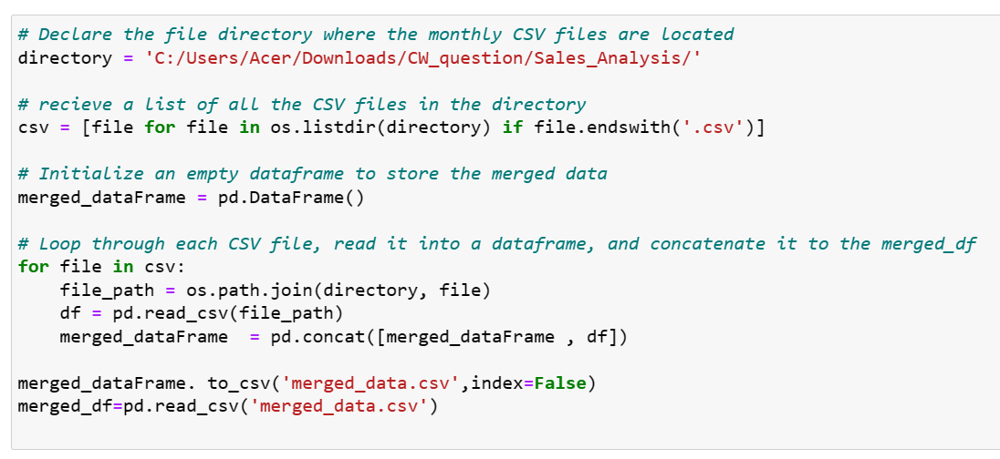 # Declare the file directory where the monthly CSV files are located
directory = 'C:/Users/Acer/Downloads/CW_question/Sales_Analysis/'
# recieve a list of all the CSV files in the directory
csv = [file for file in os.listdir(directory) if file.endswith('.csv')]
# Initialize an empty dataframe to store the merged data
merged_dataFrame = pd.DataFrame()
# Loop through each CSV file, read it into a dataframe, and concatenate it to the merged_df
for file in csv:
    file_path = os.path.join(directory, file)
    df = pd.read_csv(file_path)
    merged_dataFrame  = pd.concat([merged_dataFrame , df])
merged_dataFrame. to_csv('merged_data.csv',index=False)
merged_df=pd.read_csv('merged_data.csv')